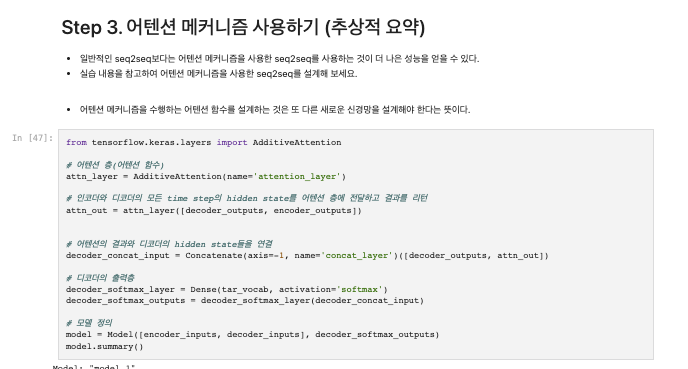 Step 3. 어텐션 메커니즘 사용하기 (추상적 요약)
• 일반적인 seq2seq보다는 어텐션 메커니즘을 사용한 seq2seq를 사용하는 것이 더 나은 성능을 얻을 수 있다.
• 실습 내용을 참고하여 어텐션 메커니즘을 사용한 seq2seq를 설계해 보세요.
• 어텐션 메커니즘을 수행하는 어텐션 함수를 설계하는 것은 또 다른 새로운 신경망을 설계해야 한다는 뜻이다.
In [47]:
from tensorflow.keras.layers import AdditiveAttention
# 어텐션 층(어텐션 함수)
attn_layer = AdditiveAttention(name='attention_layer')
# 인코더와 디코더의 모든 time step의 hidden state를 어텐션 층에 전달하고 결과를 리턴
attn_out = attn_layer([decoder_outputs, encoder_outputs])
# 어텐션의 결과와 디코더의 hidden state들을 연결
decoder_concat_input = Concatenate(axis=-1, name='concat_layer')([decoder_outputs, attn_out])
# 디코더의 출력층
decoder_softmax_layer = Dense(tar_vocab, activation='softmax')
decoder_softmax_outputs = decoder_softmax_layer(decoder_concat_input)
# 모델 정의
model = Model([encoder_inputs, decoder_inputs], decoder_softmax_outputs)
model.summary()
Model: "model_1"